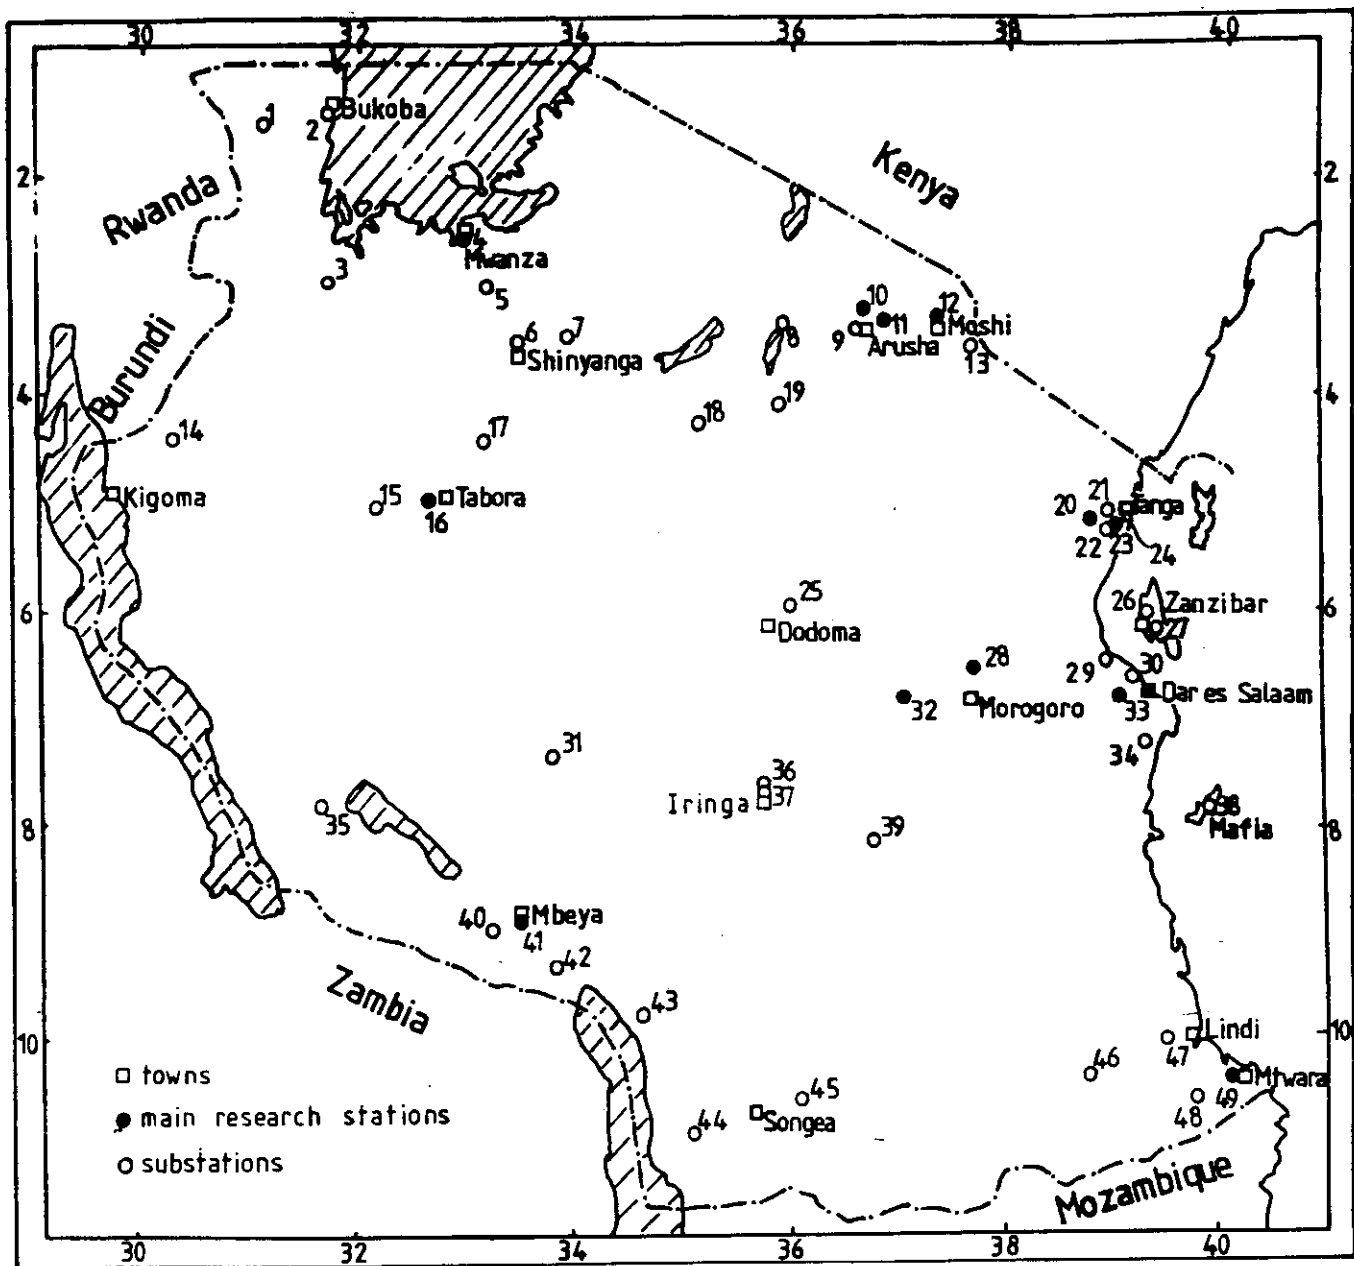 30 32 34 36 38 40
1
2 Bukoba
Kenya
2 2
Rwanda
4
Mwanza
3
5
10 12
6 7 8 9 11 Moshi
Shinyanga Arusha 13
Burundi
4 4
19
18
14 17
Kigoma 15 Tabora 20 21 Tanga
16
22 23 24
25 26 Zanzibar
6 6
Dodoma 27
28
29 30
32 Morogoro 33 Dar es Salaam
31 34
36
Iringa 37 38
35 39 Mafia
8 8
40 Mbeya
41
42
Zambia 43
Lindi
10 10
46 47
□ towns 45 Mtwara
● main research stations 44 Songea 48 49
○ substations
Mozambique
30 32 34 36 38 40